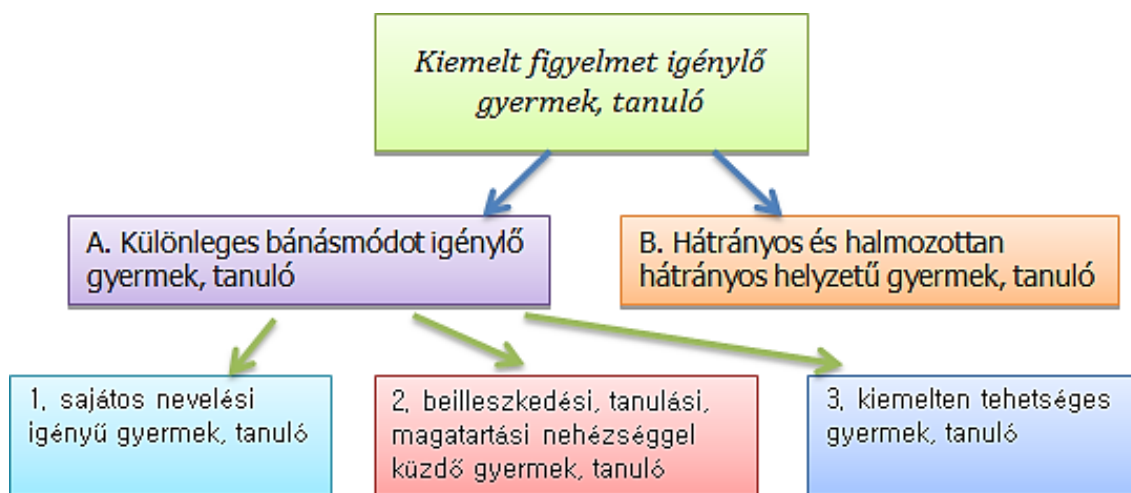 Kiemelt figyelmet igénylő
gyermek, tanuló
A. Különleges bánásmódot igénylő
gyermek, tanuló
B. Hátrányos és halmozottan
hátrányos helyzetű gyermek, tanuló
1, sajátos nevelési
igényű gyermek, tanuló
2, beilleszkedési, tanulási,
magatartási nehézséggel
küzdő gyermek, tanuló
3, kiemelten tehetséges
gyermek, tanuló